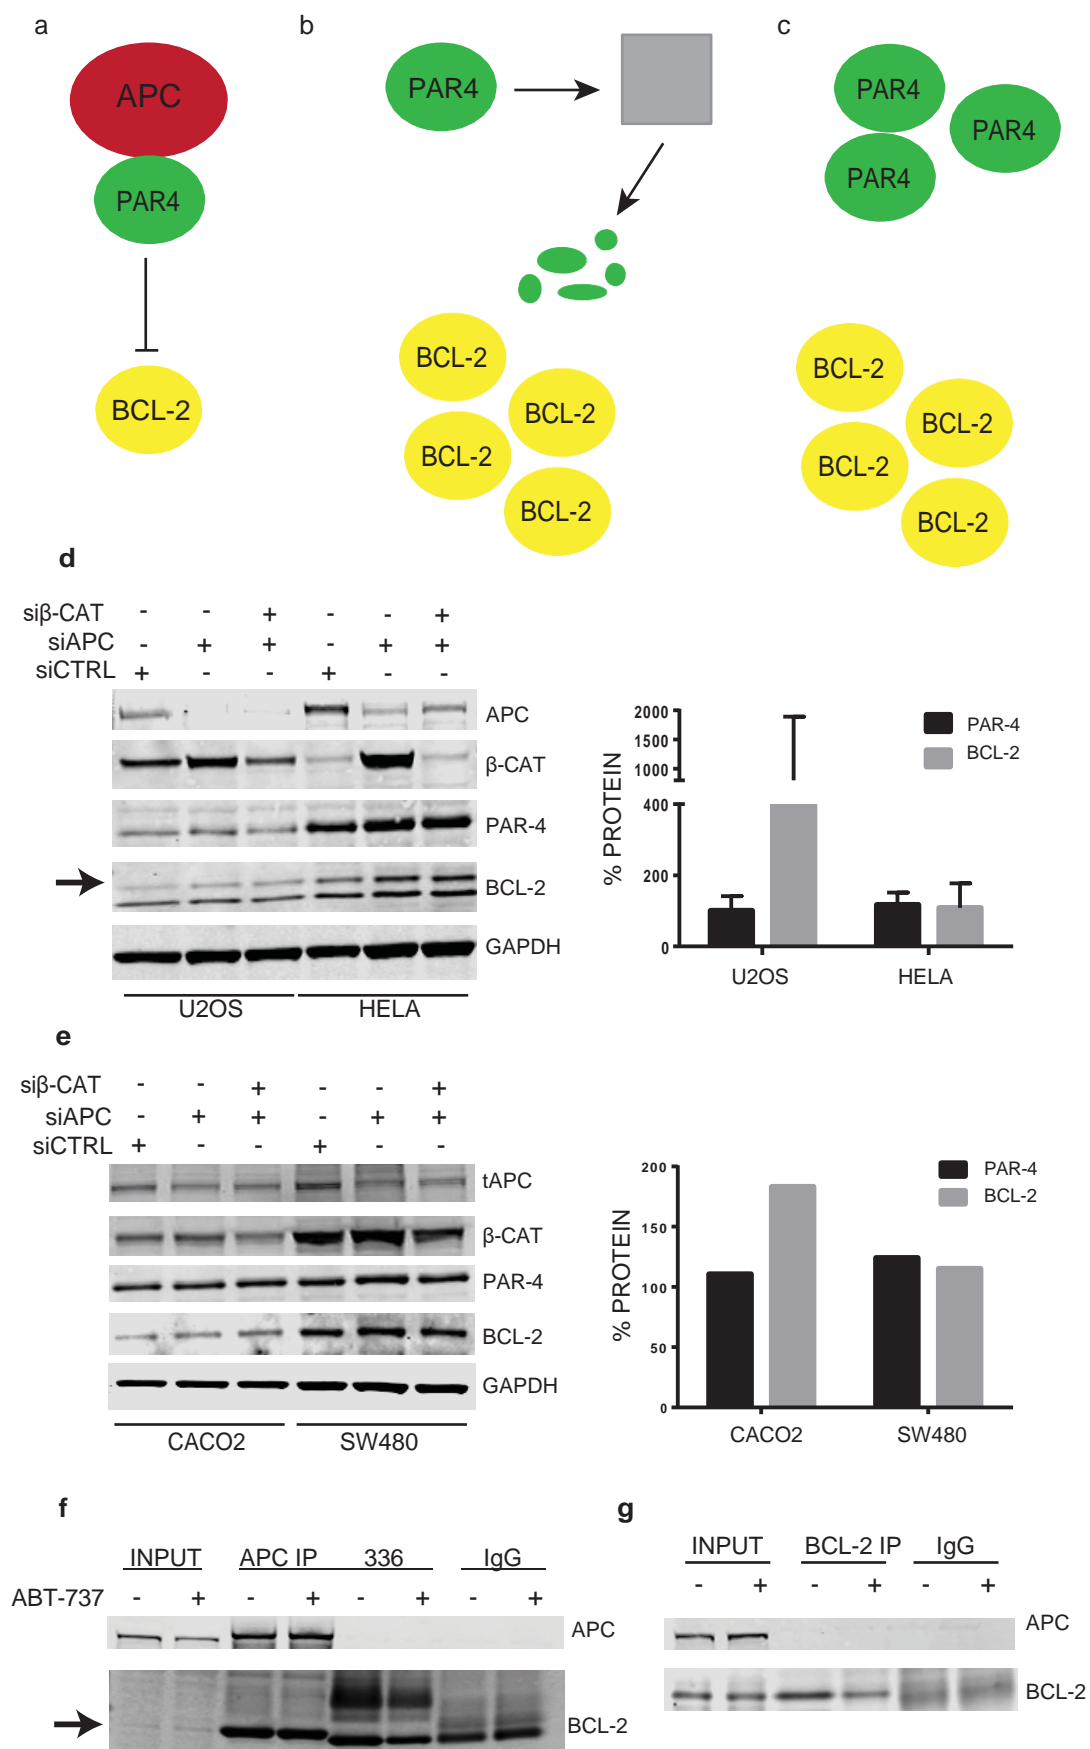 a
b
c
APC
PAR4
BCL-2
PAR4
BCL-2
BCL-2
BCL-2
BCL-2
PAR4
PAR4
PAR4
BCL-2
BCL-2
BCL-2
BCL-2
d
siβ-CAT - - + - - +
siAPC - + + - + +
siCTRL + - - + - -
APC
β-CAT
PAR-4
BCL-2
GAPDH
U2OS HELA
% PROTEIN
2000
1500
1000
400
200
0
PAR-4
BCL-2
U2OS HELA
e
siβ-CAT - - + - - +
siAPC - + + - + +
siCTRL + - - + - -
tAPC
β-CAT
PAR-4
BCL-2
GAPDH
CACO2 SW480
% PROTEIN
200
150
100
50
0
PAR-4
BCL-2
CACO2 SW480
f
INPUT APC IP 336 IgG
ABT-737 - + - + - + - +
APC
BCL-2
g
INPUT BCL-2 IP IgG
- + - + - +
APC
BCL-2